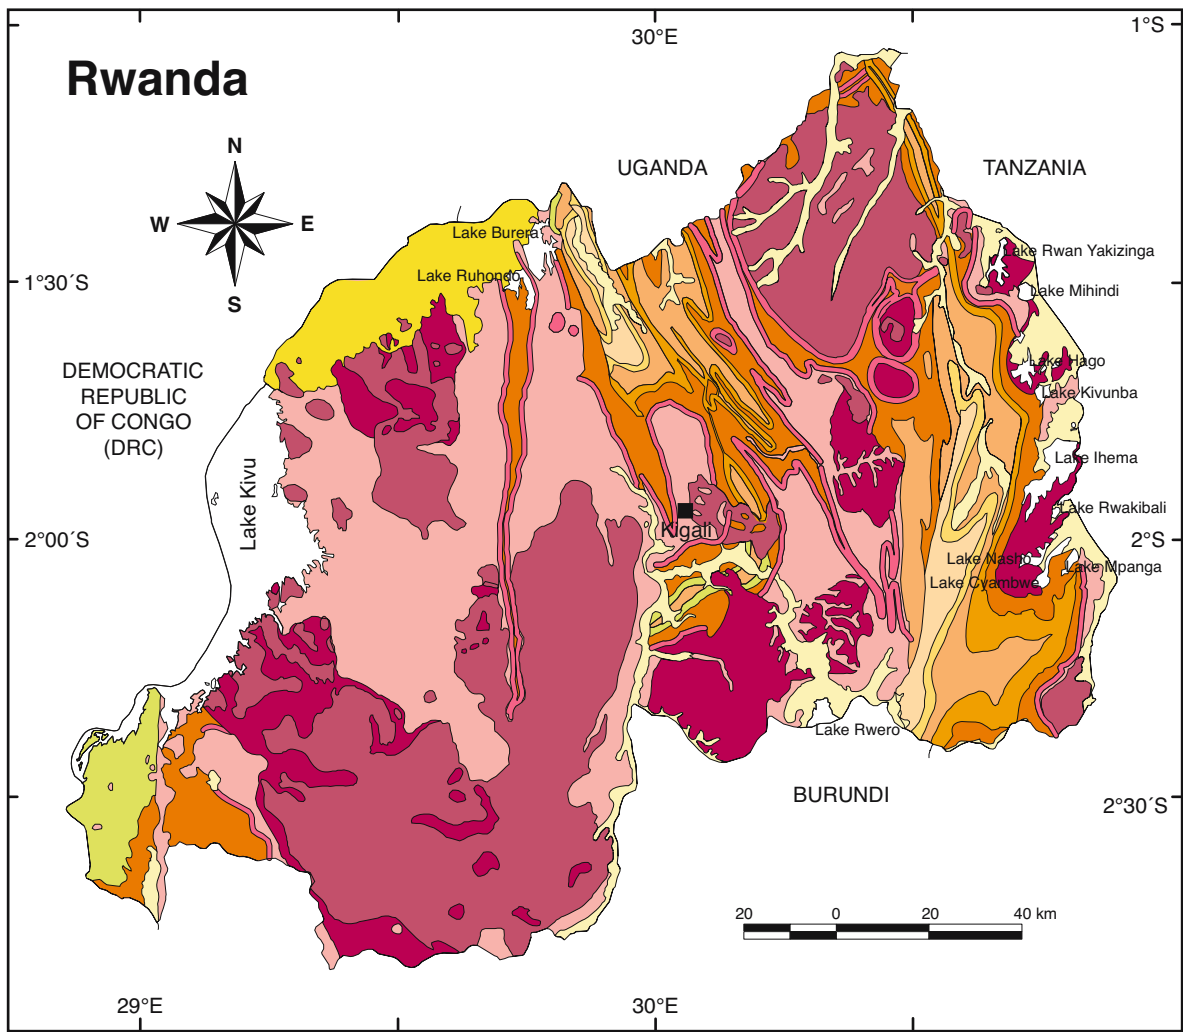 30°E
1°S
Rwanda
N
W
E
S
UGANDA
TANZANIA
Lake Burera
Lake Rwan Yakizinga
Lake Ruhondo
1°30´S
Lake Mihindi
DEMOCRATIC
REPUBLIC
OF CONGO
(DRC)
Lake Hago
Lake Kivunba
Lake Ihema
Lake Kivu
Lake Rwakibali
Kigali
2°00´S
2°S
Lake Nasho
Lake Mpanga
Lake Cyambwe
Lake Rwero
BURUNDI
2°30´S
20
0
20
40 km
29°E
30°E